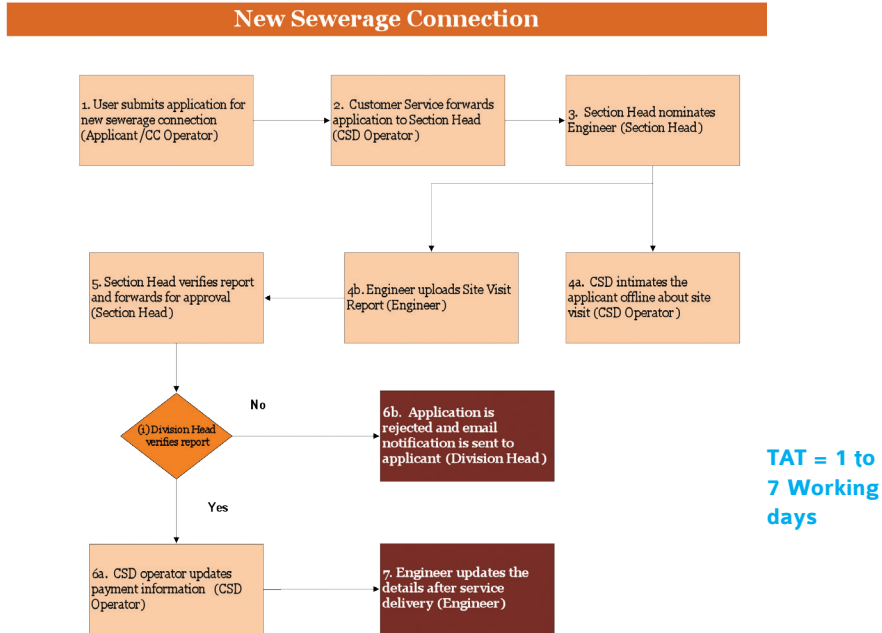 New Sewerage Connection
1. User submits application for
new sewerage connection
(Applicant /CC Operator)
2. Customer Service forwards
application to Section Head
(CSD Operator)
3. Section Head nominates
Engineer (Section Head)
5. Section Head verifies report
and forwards for approval
(Section Head)
4b. Engineer uploads Site Visit
Report (Engineer)
4a. CSD intimates the
applicant offline about site
visit (CSD Operator)
(i) Division Head
verifies report
No
6b. Application is
rejected and email
notification is sent to
applicant (Division Head)
TAT = 1 to
7 Working
days
Yes
6a. CSD operator updates
payment information (CSD
Operator)
7. Engineer updates the
details after service
delivery (Engineer)